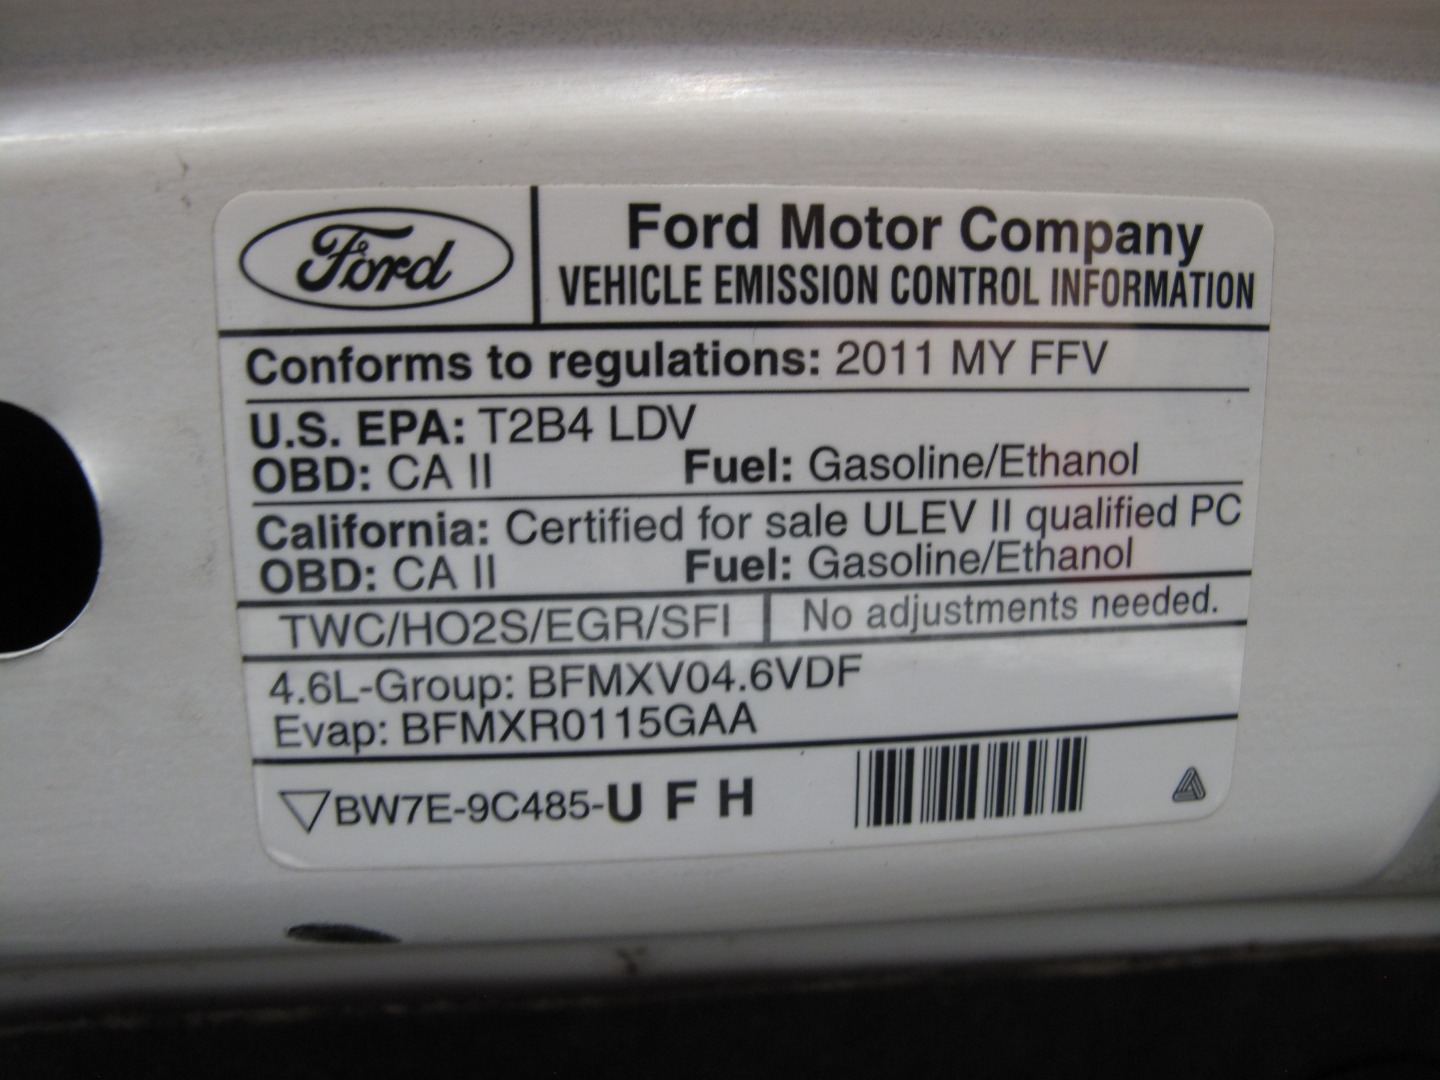 Ford
Ford Motor Company
VEHICLE EMISSION CONTROL INFORMATION
Conforms to regulations: 2011 MY FFV
U.S. EPA: T2B4 LDV
OBD: CA II Fuel: Gasoline/Ethanol
California: Certified for sale ULEV II qualified PC
OBD: CA II Fuel: Gasoline/Ethanol
TWC/HO2S/EGR/SFI No adjustments needed.
4.6L-Group: BFMXV04.6VDF
Evap: BFMXR0115GAA
BW7E-9C485-U F H